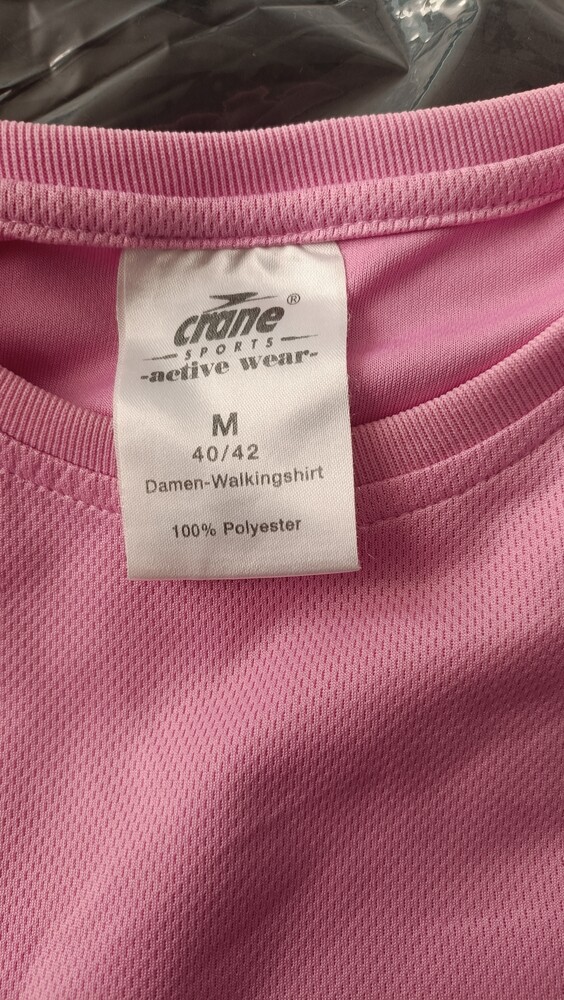 crane®
SPORTS
-active wear-
M
40/42
Damen-Walkingshirt
100% Polyester